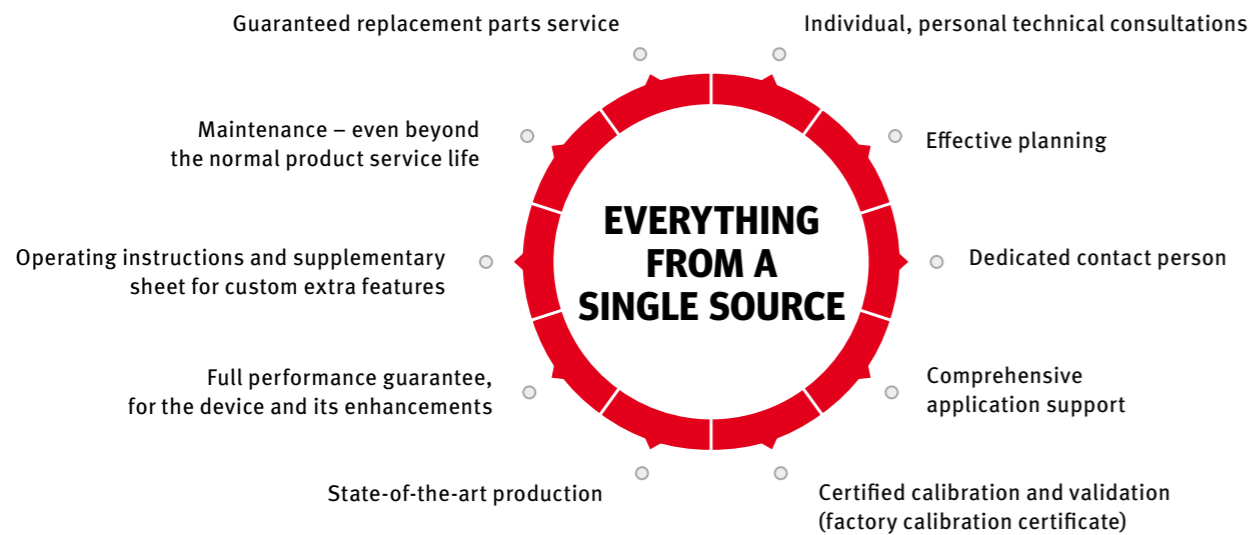 Guaranteed replacement parts service
Individual, personal technical consultations
Maintenance – even beyond
the normal product service life
Effective planning
EVERYTHING
FROM A
SINGLE SOURCE
Operating instructions and supplementary
sheet for custom extra features
Dedicated contact person
Full performance guarantee,
for the device and its enhancements
Comprehensive
application support
State-of-the-art production
Certified calibration and validation
(factory calibration certificate)